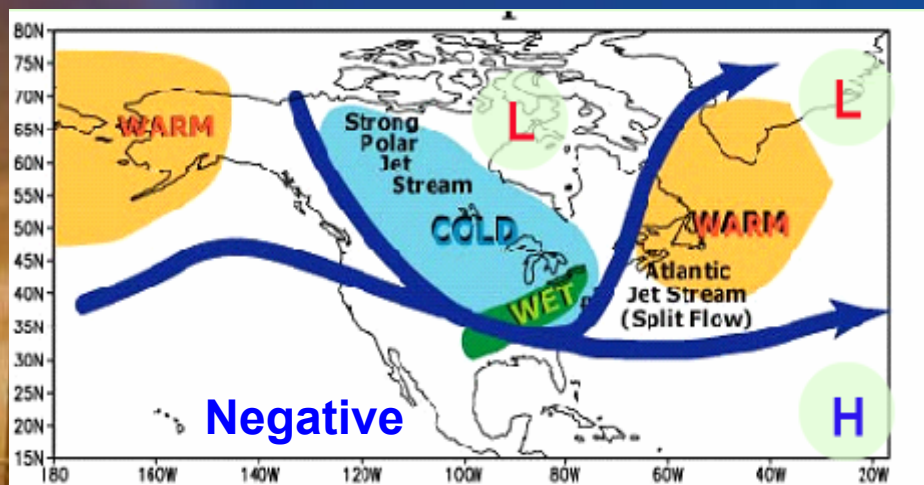 80N
75N
70N
65N
60N
55N
50N
45N
40N
35N
30N
25N
20N
15N
WARM
Strong
Polar
Jet
Stream
COLD
WET
L
L
WARM
Atlantic
Jet Stream
(Split Flow)
H
Negative
180
160W
140W
120W
100W
80W
60W
40W
20W